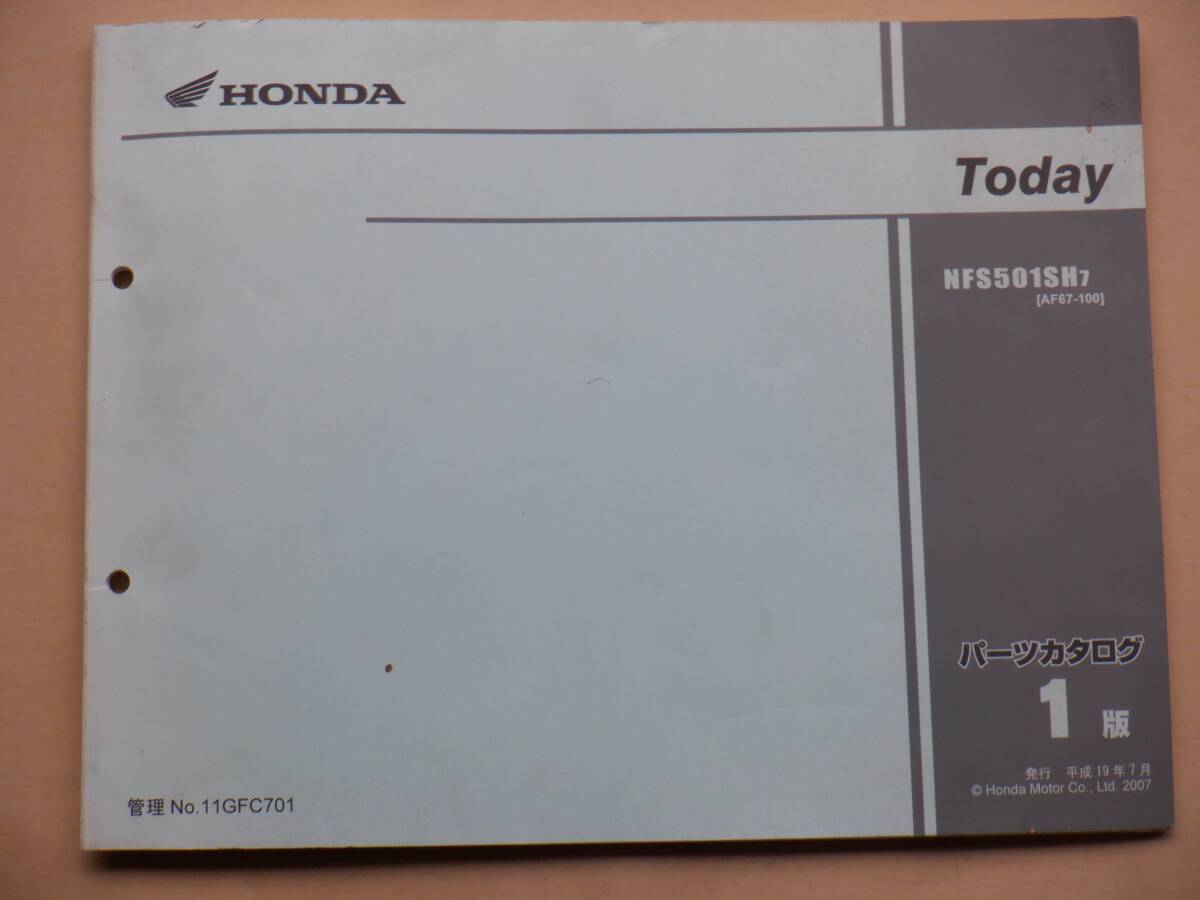 HONDA
Today
NFS501SH7
[AF67-100]
パーツカタログ
1 版
発行 平成19年7月
© Honda Motor Co., Ltd. 2007
管理 No.11GFC701